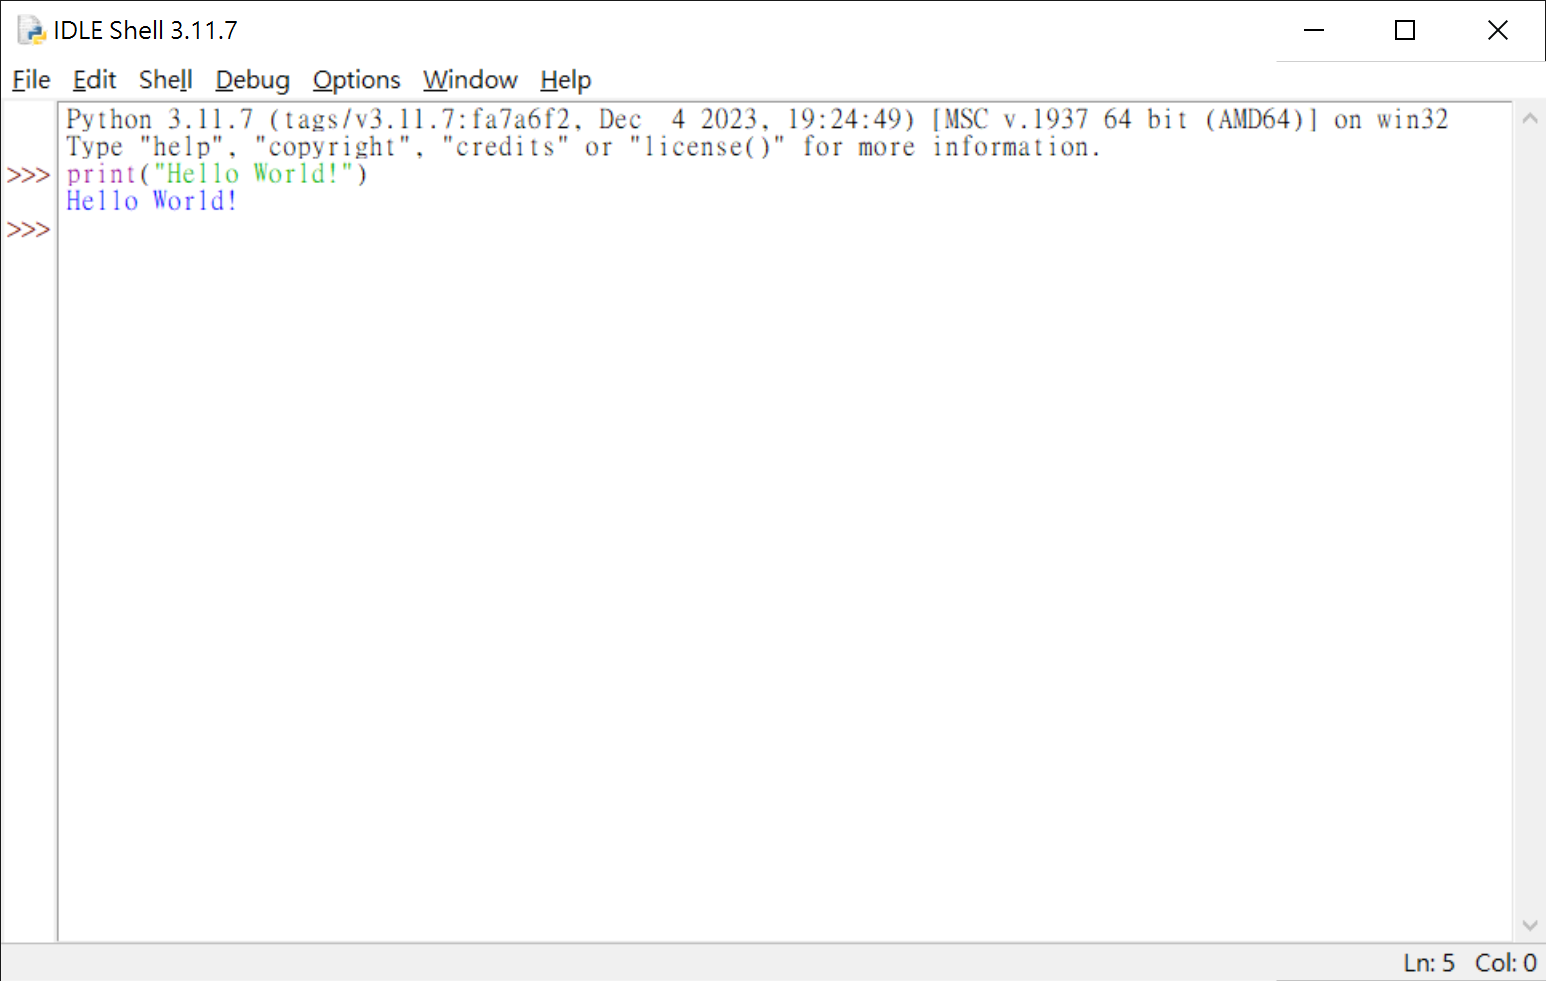 IDLE Shell 3.11.7
File Edit Shell Debug Options Window Help
Python 3.11.7 (tags/v3.11.7:fa7a6f2, Dec  4 2023, 19:24:49) [MSC v.1937 64 bit (AMD64)] on win32
Type "help", "copyright", "credits" or "license()" for more information.
>>> print("Hello World!")
Hello World!
>>>
Ln: 5 Col: 0